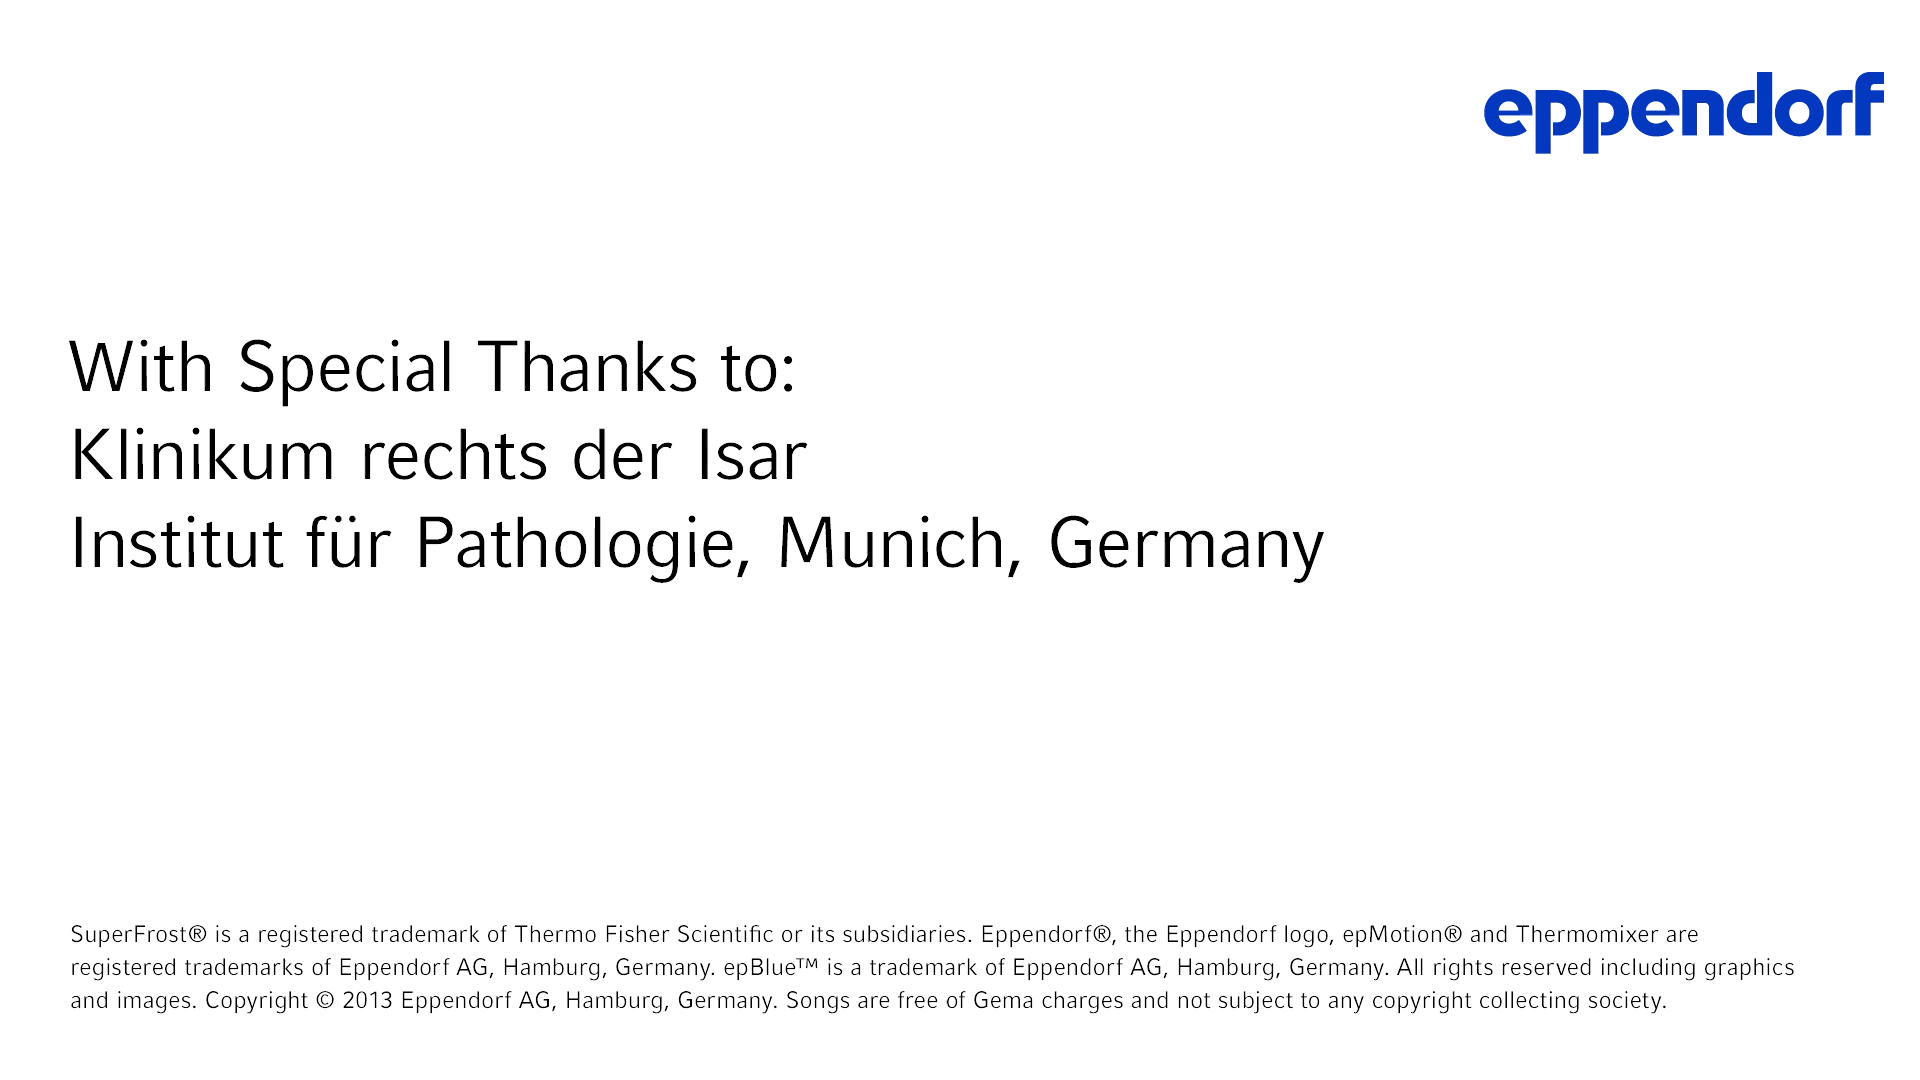 eppendorf
With Special Thanks to:
Klinikum rechts der Isar
Institut für Pathologie, Munich, Germany
SuperFrost® is a registered trademark of Thermo Fisher Scientific or its subsidiaries. Eppendorf®, the Eppendorf logo, epMotion® and Thermomixer are
registered trademarks of Eppendorf AG, Hamburg, Germany. epBlue™ is a trademark of Eppendorf AG, Hamburg, Germany. All rights reserved including graphics
and images. Copyright © 2013 Eppendorf AG, Hamburg, Germany. Songs are free of Gema charges and not subject to any copyright collecting society.